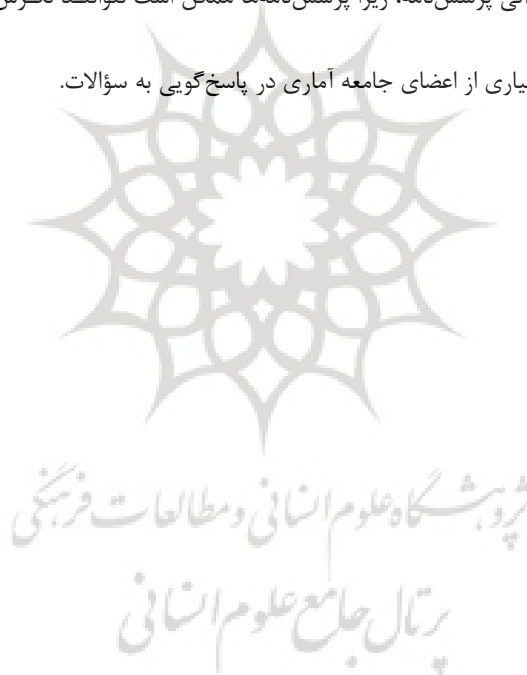 پرسش‌نامه، زیرا پرسش‌نامه‌ها ممکن است نتوانند
از اعضای جامعه آماری در پاسخ‌گویی به سؤالات.
پژوهشگاه علوم انسانی و مطالعات فرهنگی
پرتال جامع علوم انسانی